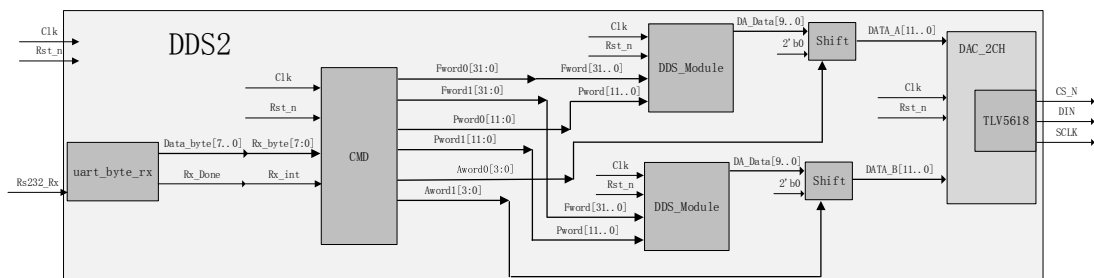 Clk
Rst_n
DDS2
Clk
Rst_n
Fword[31..0]
Pword[11..0]
DDS_Module
DA_Data[9..0]
2'b0
Shift
DATA_A[11..0]
DAC_2CH
Clk
Rst_n
TLV5618
CS_N
DIN
SCLK
Clk
Rst_n
CMD
Fword0[31:0]
Fword1[31:0]
Pword0[11:0]
Pword1[11:0]
Aword0[3:0]
Aword1[3:0]
Rs232_Rx
uart_byte_rx
Data_byte[7..0]
Rx_byte[7:0]
Rx_Done
Rx_int
Clk
Rst_n
Fword[31..0]
Pword[11..0]
DDS_Module
DA_Data[9..0]
2'b0
Shift
DATA_B[11..0]